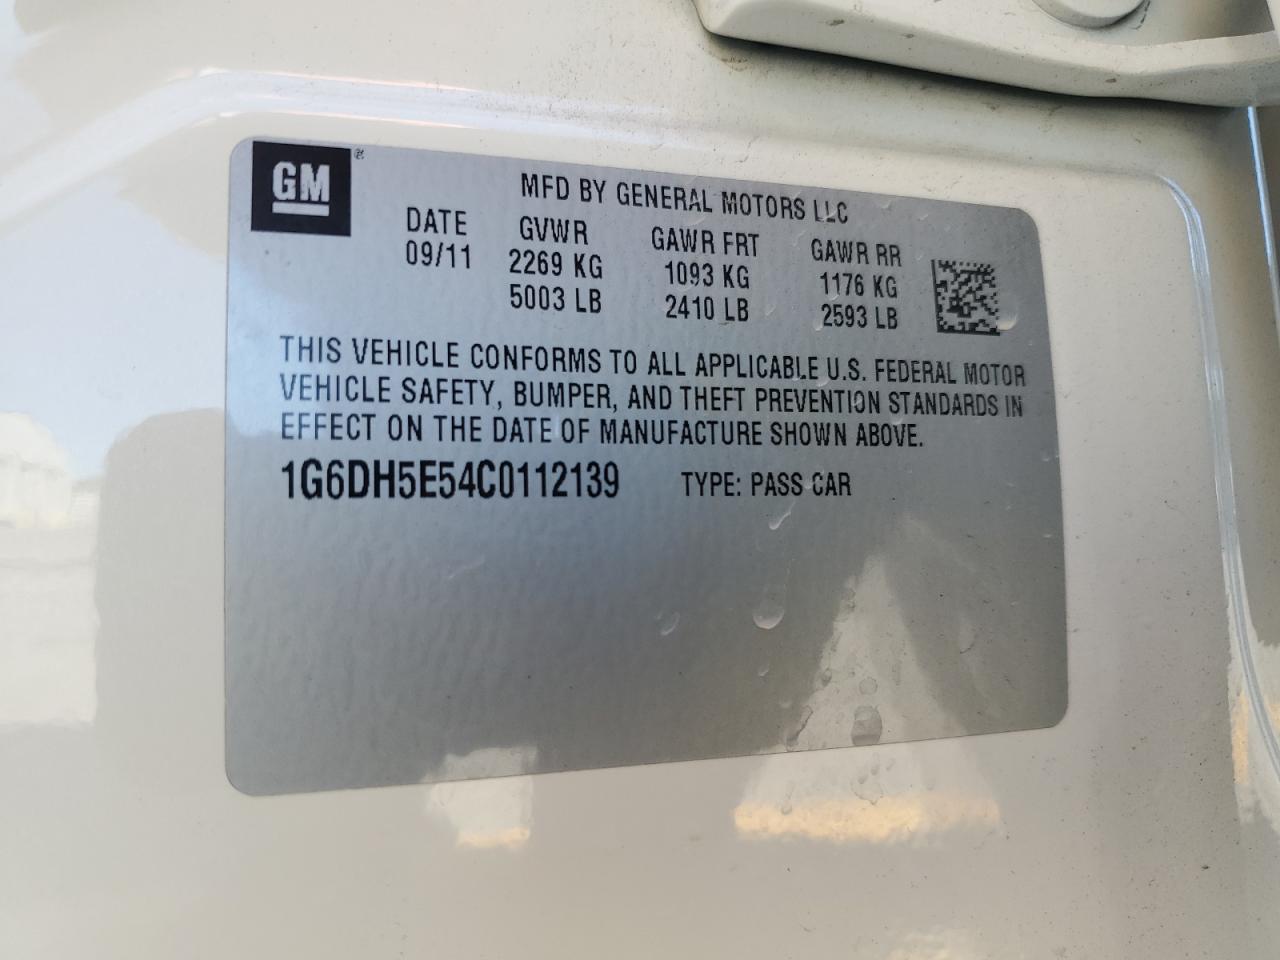 GM ®
MFD BY GENERAL MOTORS LLC
DATE GVWR GAWR FRT GAWR RR
09/11 2269 KG 1093 KG 1176 KG
5003 LB 2410 LB 2593 LB
THIS VEHICLE CONFORMS TO ALL APPLICABLE U.S. FEDERAL MOTOR
VEHICLE SAFETY, BUMPER, AND THEFT PREVENTION STANDARDS IN
EFFECT ON THE DATE OF MANUFACTURE SHOWN ABOVE.
1G6DH5E54C0112139 TYPE: PASS CAR